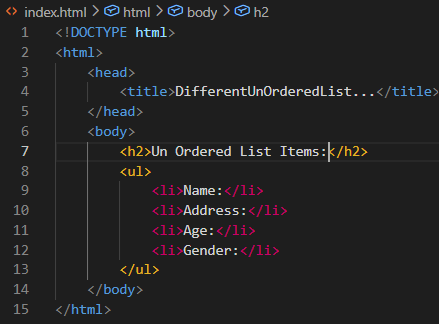 index.html > html > body > h2
1 <!DOCTYPE html>
2 <html>
3 <head>
4 <title>DifferentUnOrderedList...</title>
5 </head>
6 <body>
7 <h2>Un Ordered List Items:</h2>
8 <ul>
9 <li>Name:</li>
10 <li>Address:</li>
11 <li>Age:</li>
12 <li>Gender:</li>
13 </ul>
14 </body>
15 </html>